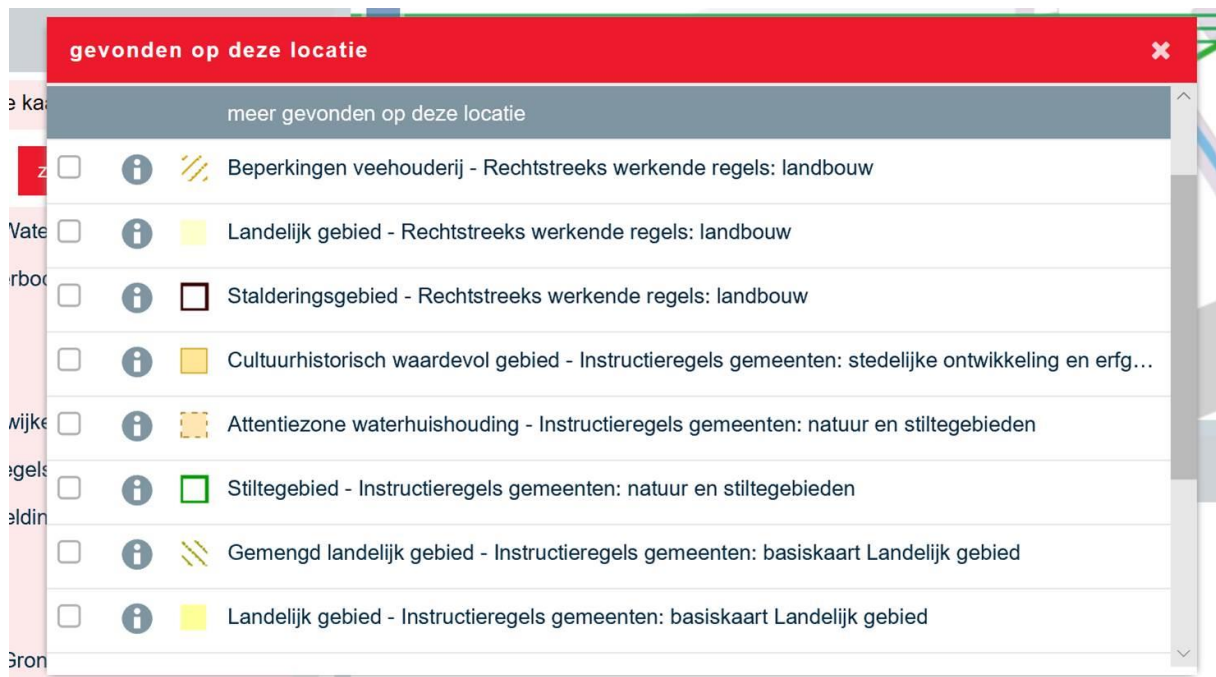 gevonden op deze locatie
meer gevonden op deze locatie
Beperkingen veehouderij - Rechtstreeks werkende regels: landbouw
Landelijk gebied - Rechtstreeks werkende regels: landbouw
Stalderingsgebied - Rechtstreeks werkende regels: landbouw
Cultuurhistorisch waardevol gebied - Instructieregels gemeenten: stedelijke ontwikkeling en erfg…
Attentiezone waterhuishouding - Instructieregels gemeenten: natuur en stiltegebieden
Stiltegebied - Instructieregels gemeenten: natuur en stiltegebieden
Gemengd landelijk gebied - Instructieregels gemeenten: basiskaart Landelijk gebied
Landelijk gebied - Instructieregels gemeenten: basiskaart Landelijk gebied